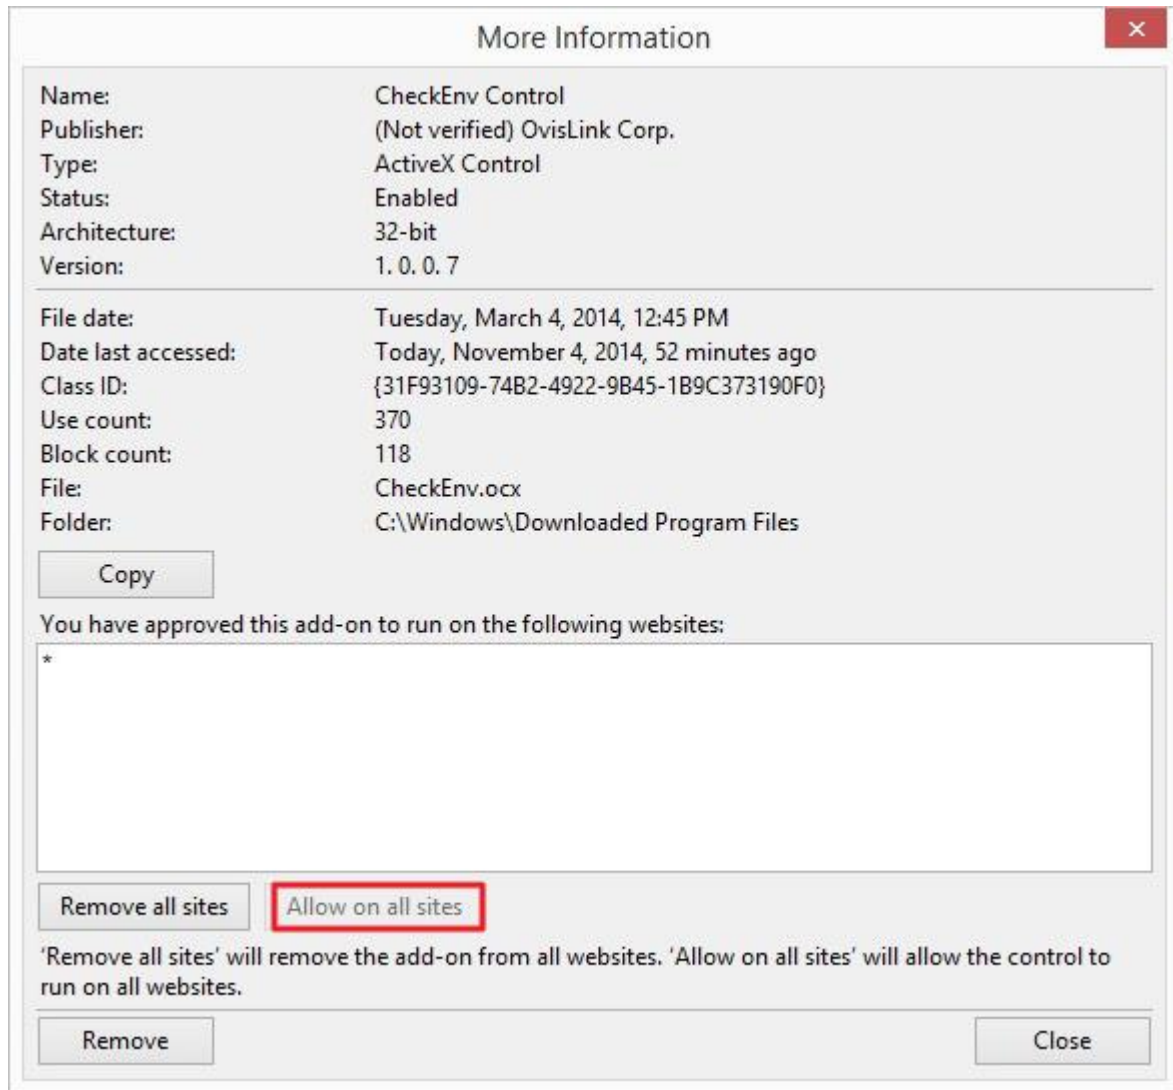 More Information
Name: CheckEnv Control
Publisher: (Not verified) OvisLink Corp.
Type: ActiveX Control
Status: Enabled
Architecture: 32-bit
Version: 1. 0. 0. 7
File date: Tuesday, March 4, 2014, 12:45 PM
Date last accessed: Today, November 4, 2014, 52 minutes ago
Class ID: {31F93109-74B2-4922-9B45-1B9C373190F0}
Use count: 370
Block count: 118
File: CheckEnv.ocx
Folder: C:\Windows\Downloaded Program Files
Copy
You have approved this add-on to run on the following websites:
*
Remove all sites Allow on all sites
‘Remove all sites’ will remove the add-on from all websites. ‘Allow on all sites’ will allow the control to
run on all websites.
Remove Close